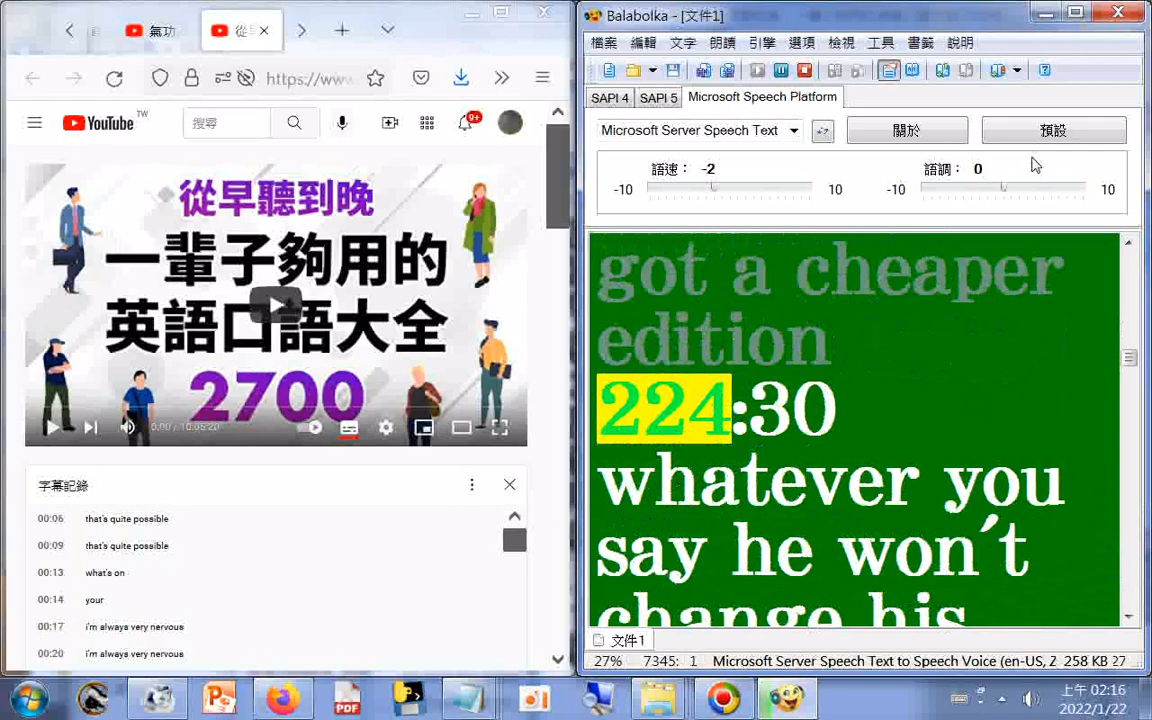 氣功
從
https://www
YouTube TW
搜尋
9+
從早聽到晚
一輩子夠用的
英語口語大全
2700
0:00 / 10:05:20
字幕記錄
00:06 that's quite possible
00:09 that's quite possible
00:13 what's on
00:14 your
00:17 i'm always very nervous
00:20 i'm always very nervous
Balabolka - [文件1]
檔案 編輯 文字 朗讀 引擎 選項 檢視 工具 書籤 說明
SAPI 4 SAPI 5 Microsoft Speech Platform
Microsoft Server Speech Text 關於 預設
語速： -2 語調： 0
-10 10 -10 10
got a cheaper
edition
224:30
whatever you
say he won't
change his
文件1
27% 7345: 1 Microsoft Server Speech Text to Speech Voice (en-US, Z 258 KB 27
PDF
上午 02:16
2022/1/22